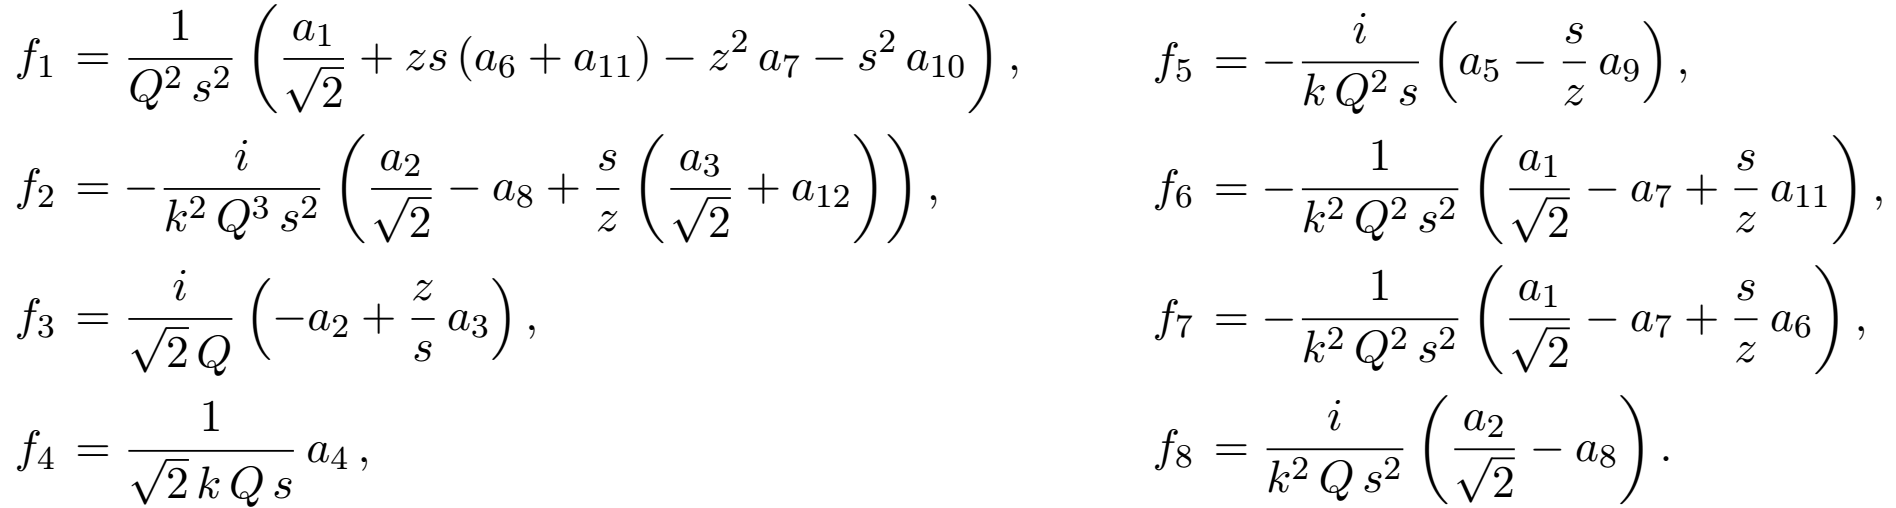 f_1 = \frac{1}{Q^2 s^2} \left( \frac{a_1}{\sqrt{2}} + zs (a_6 + a_{11}) - z^2 a_7 - s^2 a_{10} \right),
f_2 = -\frac{i}{k^2 Q^3 s^2} \left( \frac{a_2}{\sqrt{2}} - a_8 + \frac{s}{z} \left( \frac{a_3}{\sqrt{2}} + a_{12} \right) \right),
f_3 = \frac{i}{\sqrt{2} Q} \left( -a_2 + \frac{z}{s} a_3 \right),
f_4 = \frac{1}{\sqrt{2} k Q s} a_4,
f_5 = -\frac{i}{k Q^2 s} \left( a_5 - \frac{s}{z} a_9 \right),
f_6 = -\frac{1}{k^2 Q^2 s^2} \left( \frac{a_1}{\sqrt{2}} - a_7 + \frac{s}{z} a_{11} \right),
f_7 = -\frac{1}{k^2 Q^2 s^2} \left( \frac{a_1}{\sqrt{2}} - a_7 + \frac{s}{z} a_6 \right),
f_8 = \frac{i}{k^2 Q s^2} \left( \frac{a_2}{\sqrt{2}} - a_8 \right).